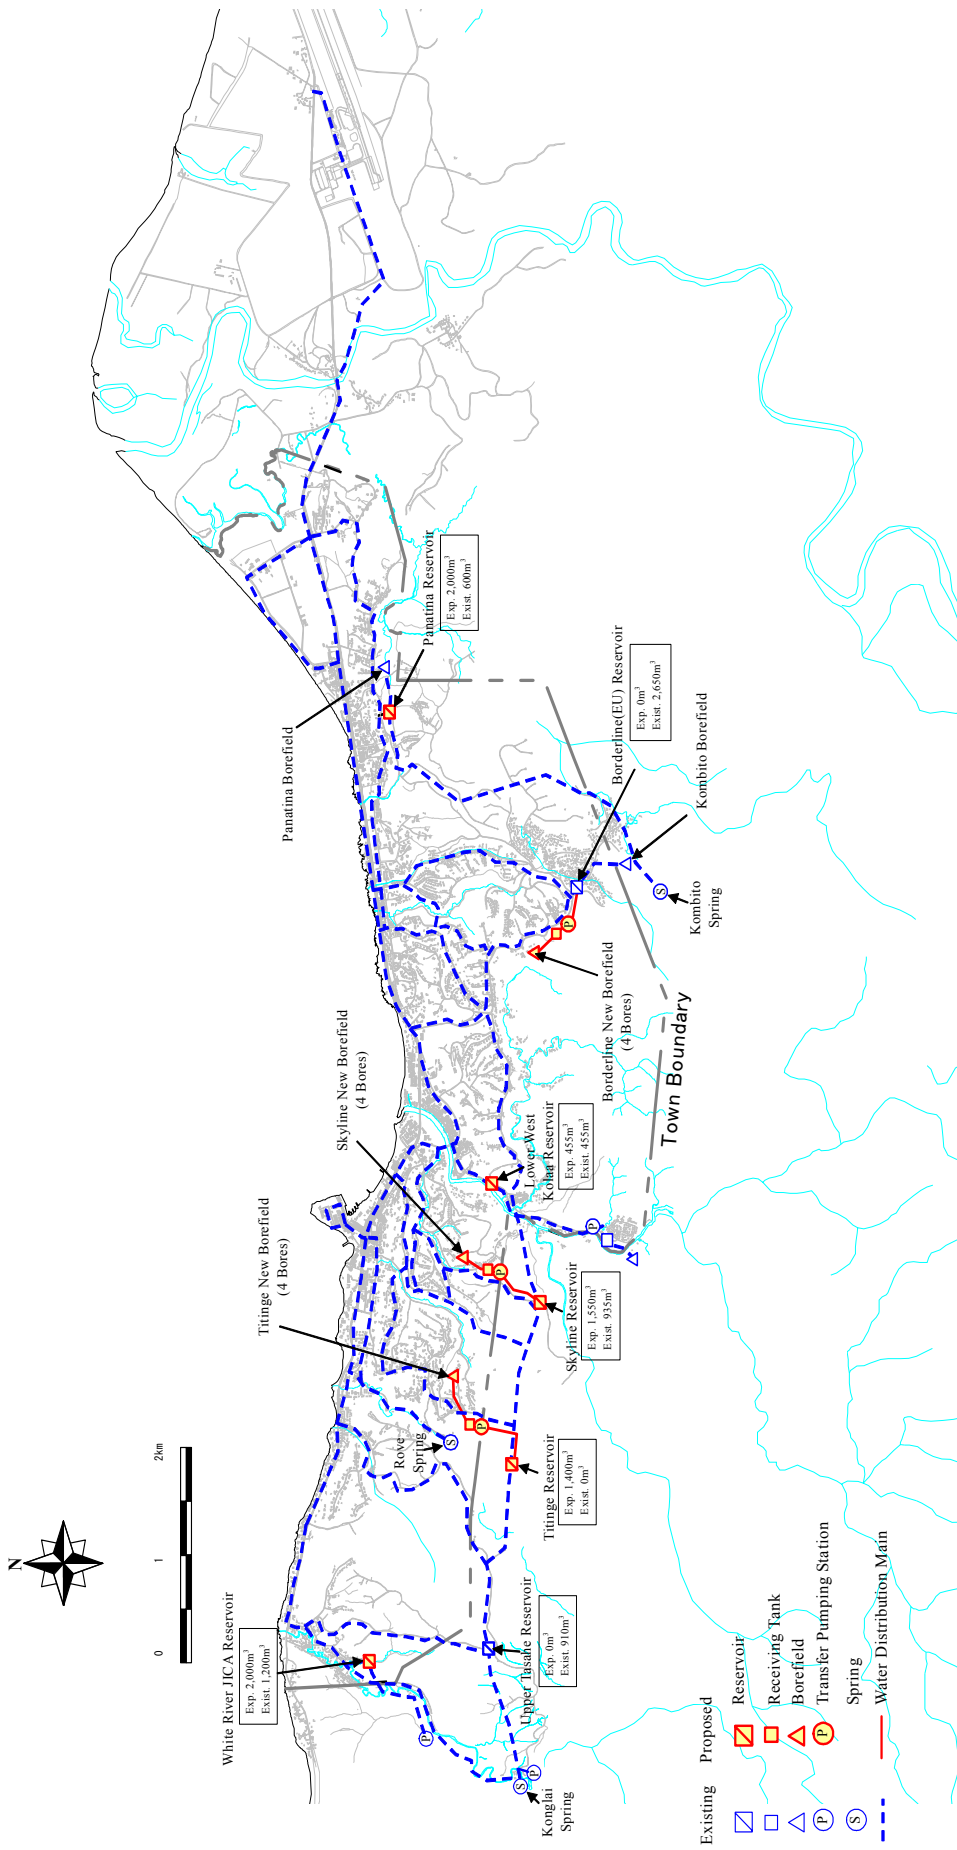 N
0
1
2km
White River JICA Reservoir
Exp. 2,000m³
Exist. 1,200m³
Titinge New Borefield
(4 Bores)
Skyline New Borefield
(4 Bores)
Panatina Borefield
Panatina Reservoir
Exp. 2,000m³
Exist. 600m³
Borderline(EU) Reservoir
Exp. 0m³
Exist. 2,650m³
Kombito Borefield
Kombito
Spring
S
P
Borderline New Borefield
(4 Bores)
Town Boundary
Lower West
Kolaa Reservoir
Exp. 455m³
Exist. 455m³
P
P
Skyline Reservoir
Exp. 1,550m³
Exist. 935m³
Rove
Spring
S
P
Titinge Reservoir
Exp. 1,400m³
Exist. 0m³
Upper Tasahe Reservoir
Exp. 0m³
Exist. 910m³
P
S
P
Konglai
Spring
Existing
Proposed
Reservoir
Receiving Tank
Borefield
P
P
Transfer Pumping Station
S
Spring
Water Distribution Main